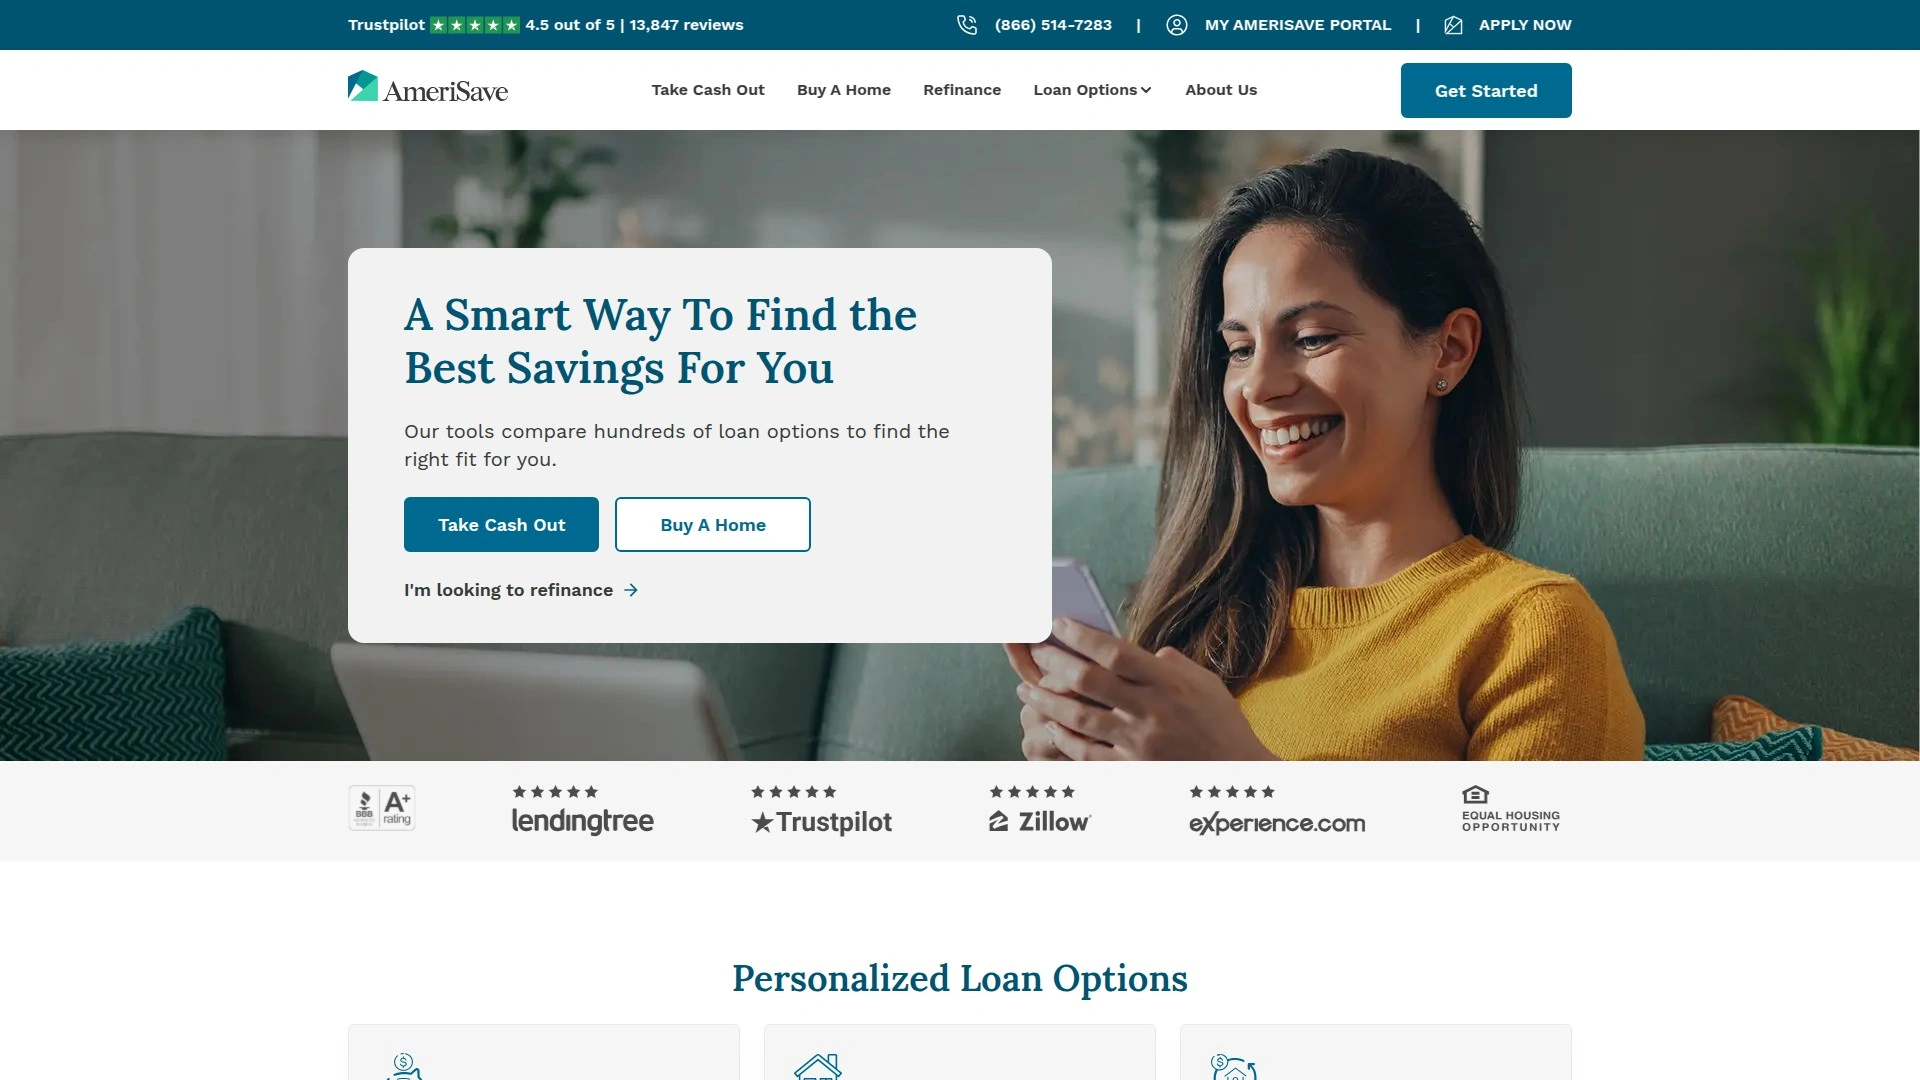 Trustpilot ★★★★★ 4.5 out of 5 | 13,847 reviews
(866) 514-7283 | MY AMERISAVE PORTAL | APPLY NOW
AmeriSave
Take Cash Out
Buy A Home
Refinance
Loan Options
About Us
Get Started
A Smart Way To Find the
Best Savings For You
Our tools compare hundreds of loan options to find the
right fit for you.
Take Cash Out
Buy A Home
I'm looking to refinance →
BBB
A+
rating
★★★★★
lendingtree
★★★★★
★Trustpilot
★★★★★
Zillow
★★★★★
experience.com
EQUAL HOUSING
OPPORTUNITY
Personalized Loan Options